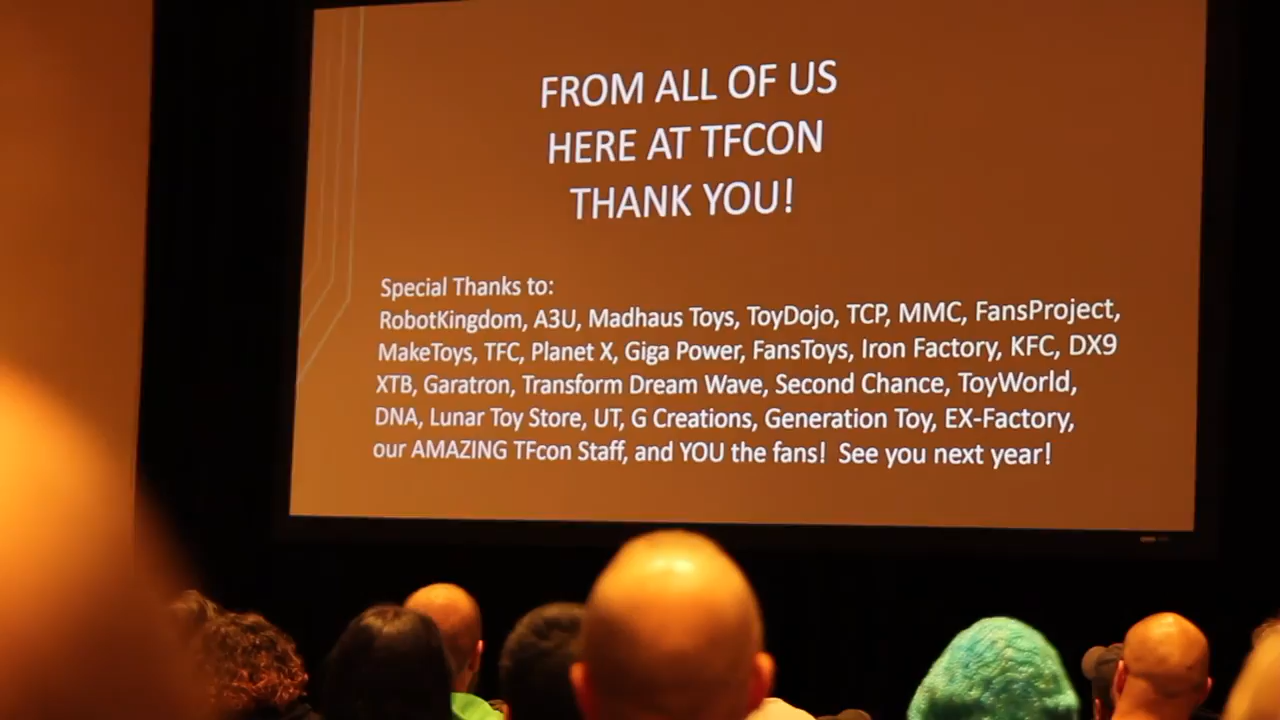 FROM ALL OF US
HERE AT TFCON
THANK YOU!
Special Thanks to:
RobotKingdom, A3U, Madhaus Toys, ToyDojo, TCP, MMC, FansProject,
MakeToys, TFC, Planet X, Giga Power, FansToys, Iron Factory, KFC, DX9
XTB, Garatron, Transform Dream Wave, Second Chance, ToyWorld,
DNA, Lunar Toy Store, UT, G Creations, Generation Toy, EX-Factory,
our AMAZING TFcon Staff, and YOU the fans!  See you next year!